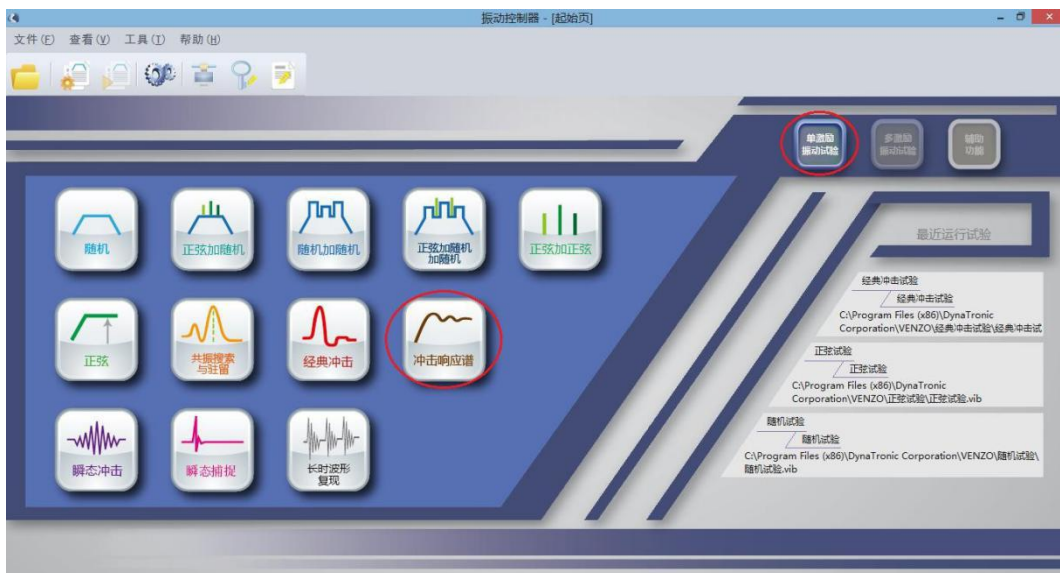 振动控制器 - [起始页]
文件(F) 查看(V) 工具(T) 帮助(H)
单激励
振动试验
多激励
振动试验
辅助
功能
随机
正弦加随机
随机加随机
正弦加随机
加随机
正弦加正弦
正弦
共振搜索
与驻留
经典冲击
冲击响应谱
瞬态冲击
瞬态捕捉
长时波形
复现
最近运行试验
经典冲击试验
经典冲击试验
C:\Program Files (x86)\DynaTronic
Corporation\VENZO\经典冲击试验\经典冲击试
正弦试验
正弦试验
C:\Program Files (x86)\DynaTronic
Corporation\VENZO\正弦试验\正弦试验.vib
随机试验
随机试验
C:\Program Files (x86)\DynaTronic Corporation\VENZO\随机试验\
随机试验.vib